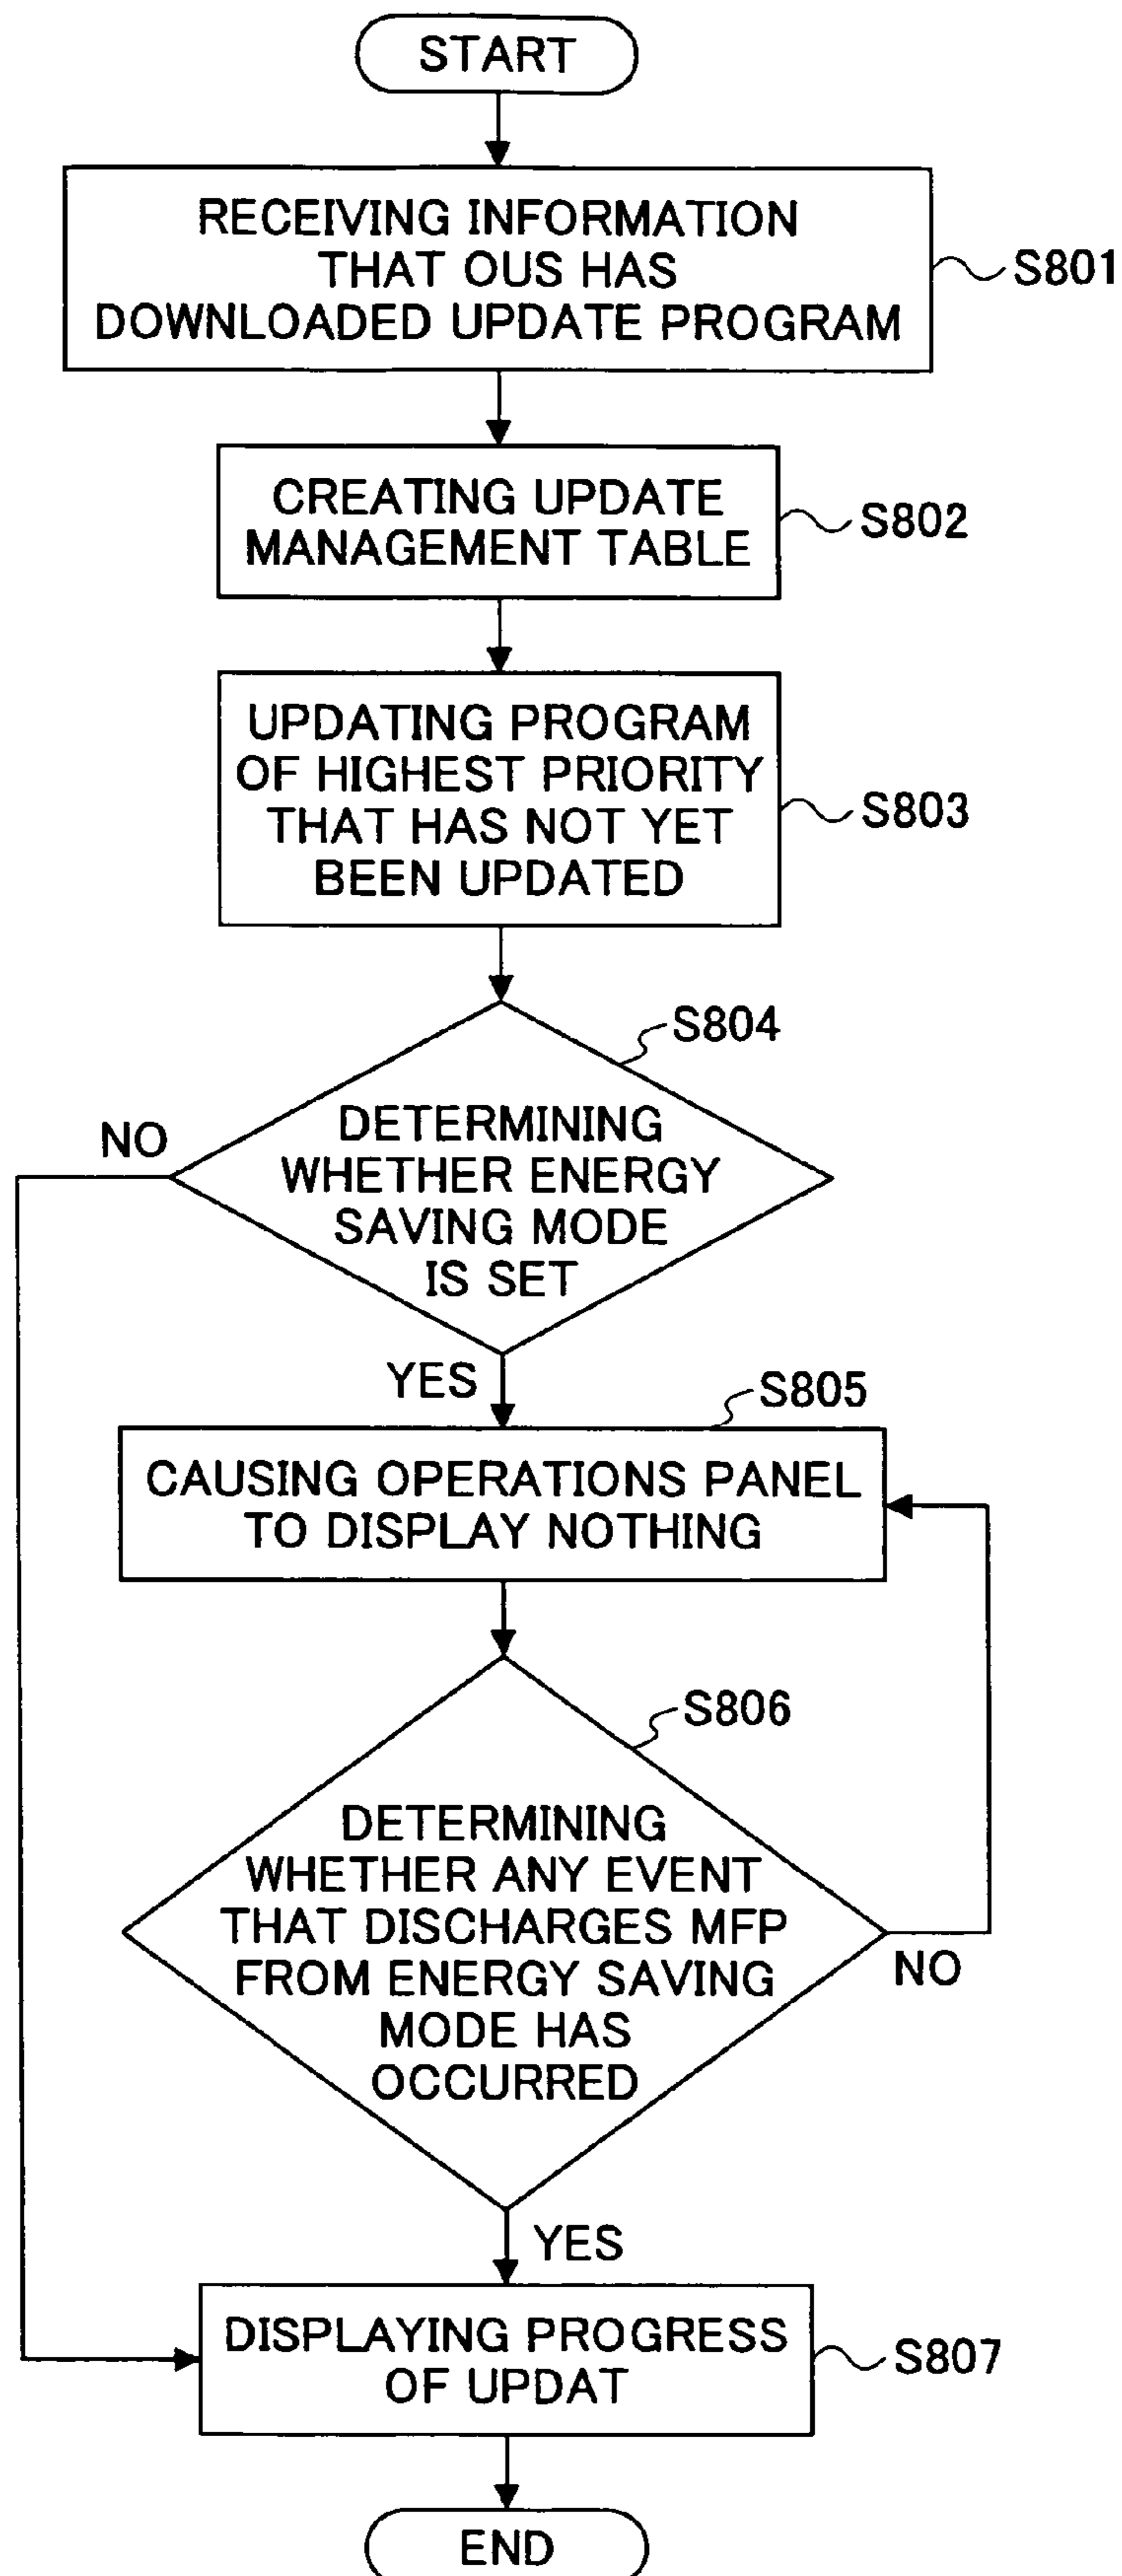 START
RECEIVING INFORMATION
THAT OUS HAS
DOWNLOADED UPDATE PROGRAM
S801
CREATING UPDATE
MANAGEMENT TABLE
S802
UPDATING PROGRAM
OF HIGHEST PRIORITY
THAT HAS NOT YET
BEEN UPDATED
S803
S804
NO
DETERMINING
WHETHER ENERGY
SAVING MODE
IS SET
YES
S805
CAUSING OPERATIONS PANEL
TO DISPLAY NOTHING
S806
DETERMINING
WHETHER ANY EVENT
THAT DISCHARGES MFP
FROM ENERGY SAVING
MODE HAS
OCCURRED
NO
YES
DISPLAYING PROGRESS
OF UPDAT
S807
END